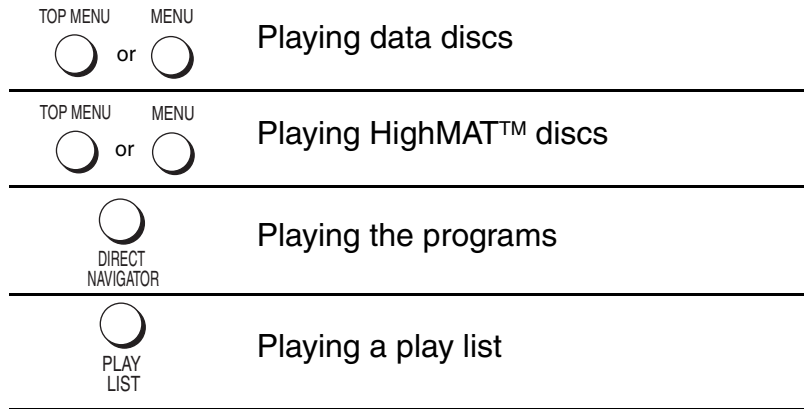 TOP MENU MENU
or
Playing data discs
TOP MENU MENU
or
Playing HighMAT™ discs
DIRECT
NAVIGATOR
Playing the programs
PLAY
LIST
Playing a play list